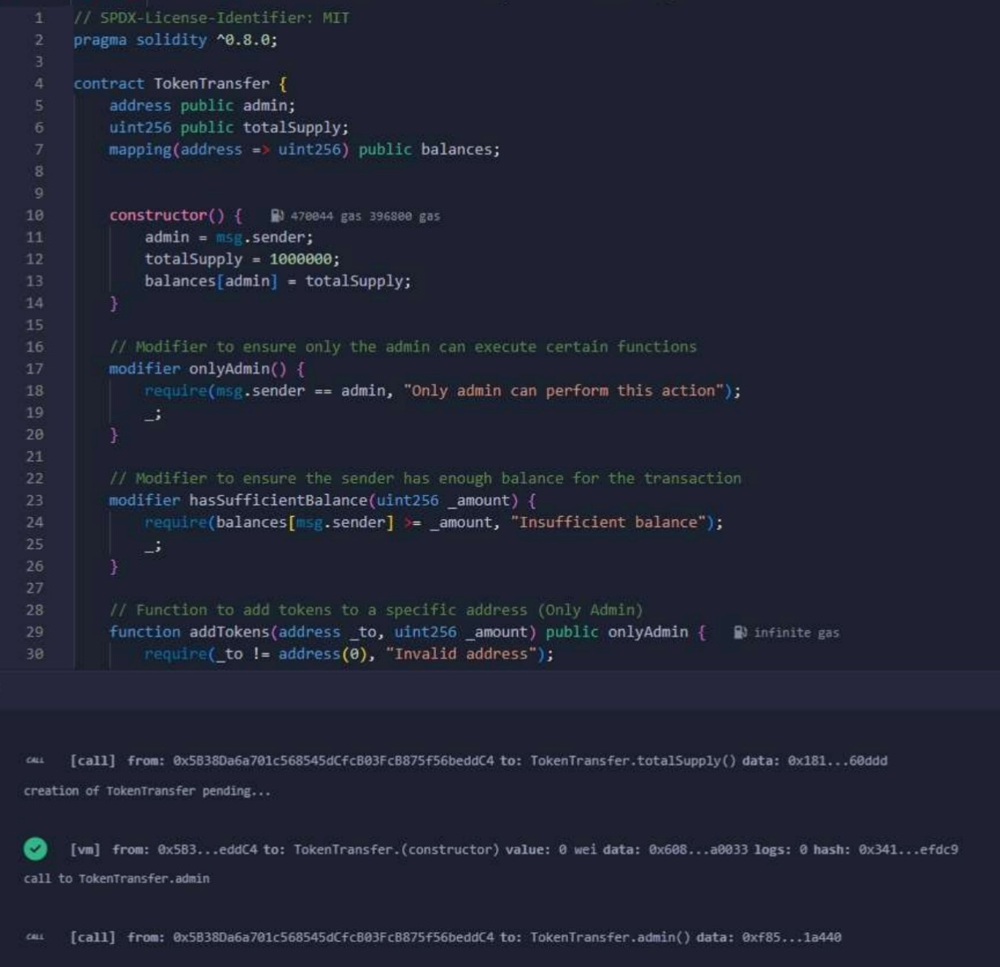 1 // SPDX-License-Identifier: MIT
2 pragma solidity ^0.8.0;
3
4 contract TokenTransfer {
5 address public admin;
6 uint256 public totalSupply;
7 mapping(address => uint256) public balances;
8
9
10 constructor() { 470044 gas 396800 gas
11 admin = msg.sender;
12 totalSupply = 1000000;
13 balances[admin] = totalSupply;
14 }
15
16 // Modifier to ensure only the admin can execute certain functions
17 modifier onlyAdmin() {
18 require(msg.sender == admin, "Only admin can perform this action");
19 _;
20 }
21
22 // Modifier to ensure the sender has enough balance for the transaction
23 modifier hasSufficientBalance(uint256 _amount) {
24 require(balances[msg.sender] >= _amount, "Insufficient balance");
25 _;
26 }
27
28 // Function to add tokens to a specific address (Only Admin)
29 function addTokens(address _to, uint256 _amount) public onlyAdmin { infinite gas
30 require(_to != address(0), "Invalid address");
CALL [call] from: 0x5B38Da6a701c568545dCfcB03FcB875f56beddC4 to: TokenTransfer.totalSupply() data: 0x181...60ddd
creation of TokenTransfer pending...
[vm] from: 0x5B3...eddC4 to: TokenTransfer.(constructor) value: 0 wei data: 0x608...a0033 logs: 0 hash: 0x341...efdc9
call to TokenTransfer.admin
CALL [call] from: 0x5B38Da6a701c568545dCfcB03FcB875f56beddC4 to: TokenTransfer.admin() data: 0xf85...1a440